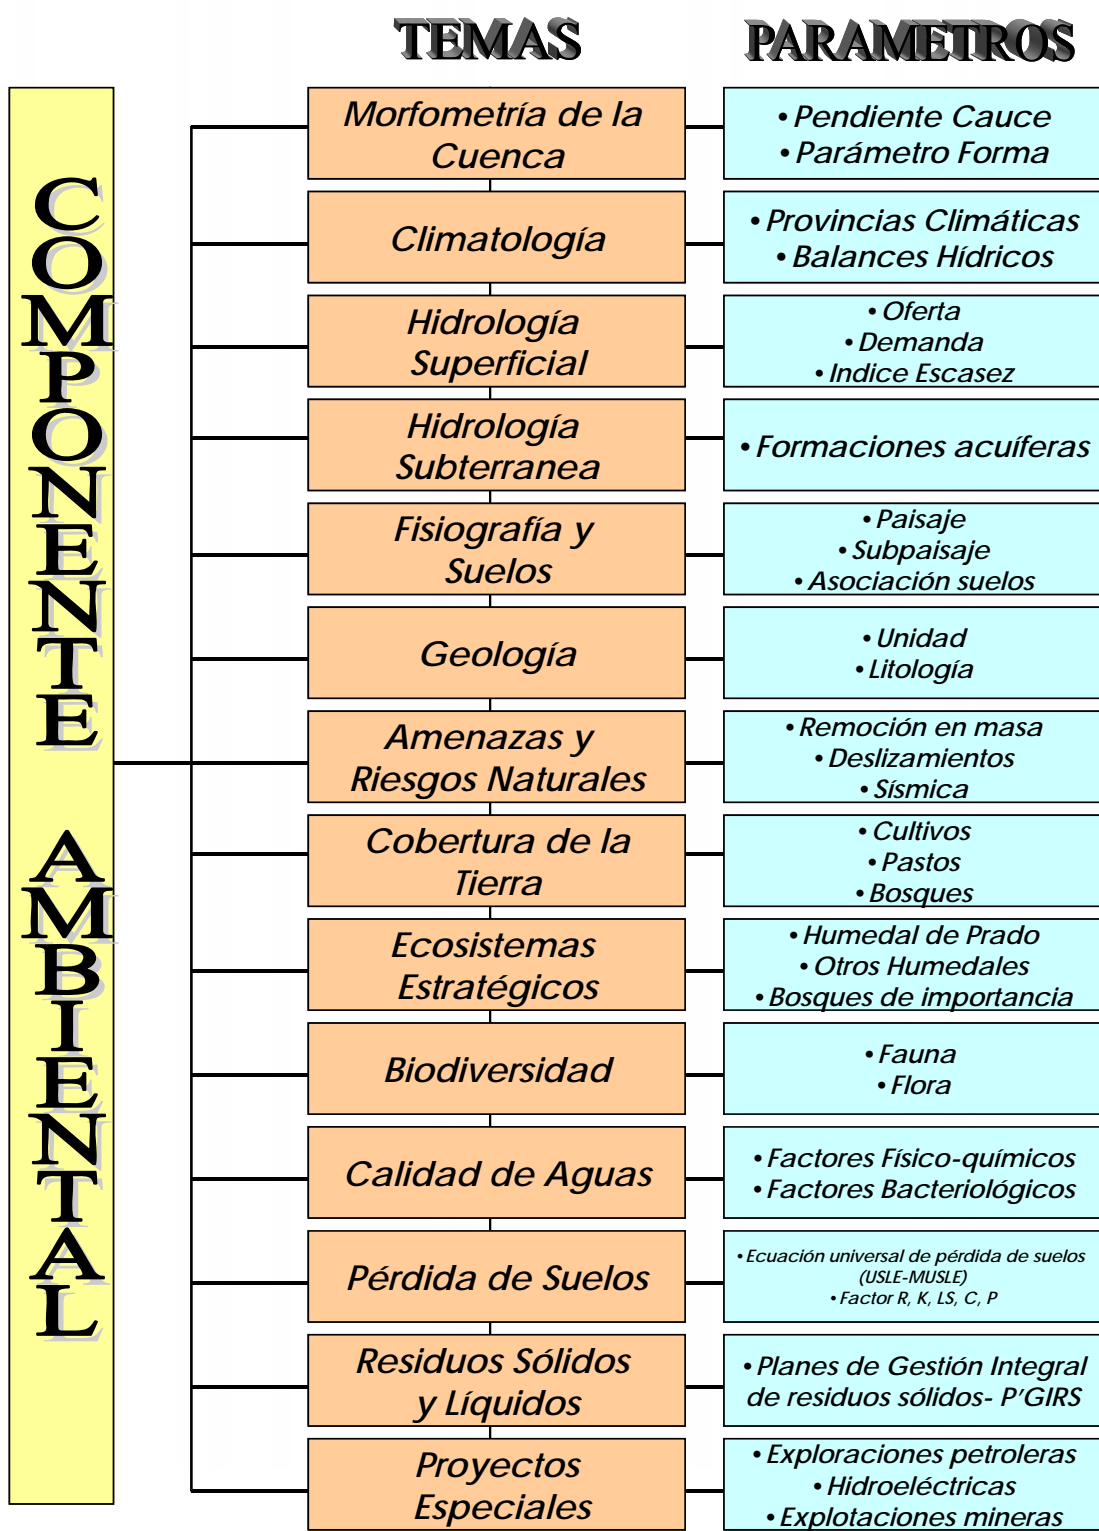 TEMAS
PARAMETROS
COMPONENTE AMBIENTAL
Morfometría de la
Cuenca
• Pendiente Cauce
• Parámetro Forma
Climatología
• Provincias Climáticas
• Balances Hídricos
Hidrología
Superficial
• Oferta
• Demanda
• Indice Escasez
Hidrología
Subterranea
• Formaciones acuíferas
Fisiografía y
Suelos
• Paisaje
• Subpaisaje
• Asociación suelos
Geología
• Unidad
• Litología
Amenazas y
Riesgos Naturales
• Remoción en masa
• Deslizamientos
• Sísmica
Cobertura de la
Tierra
• Cultivos
• Pastos
• Bosques
Ecosistemas
Estratégicos
• Humedal de Prado
• Otros Humedales
• Bosques de importancia
Biodiversidad
• Fauna
• Flora
Calidad de Aguas
• Factores Físico-químicos
• Factores Bacteriológicos
Pérdida de Suelos
• Ecuación universal de pérdida de suelos
(USLE-MUSLE)
• Factor R, K, LS, C, P
Residuos Sólidos
y Líquidos
• Planes de Gestión Integral
de residuos sólidos- P'GIRS
Proyectos
Especiales
• Exploraciones petroleras
• Hidroeléctricas
• Explotaciones mineras